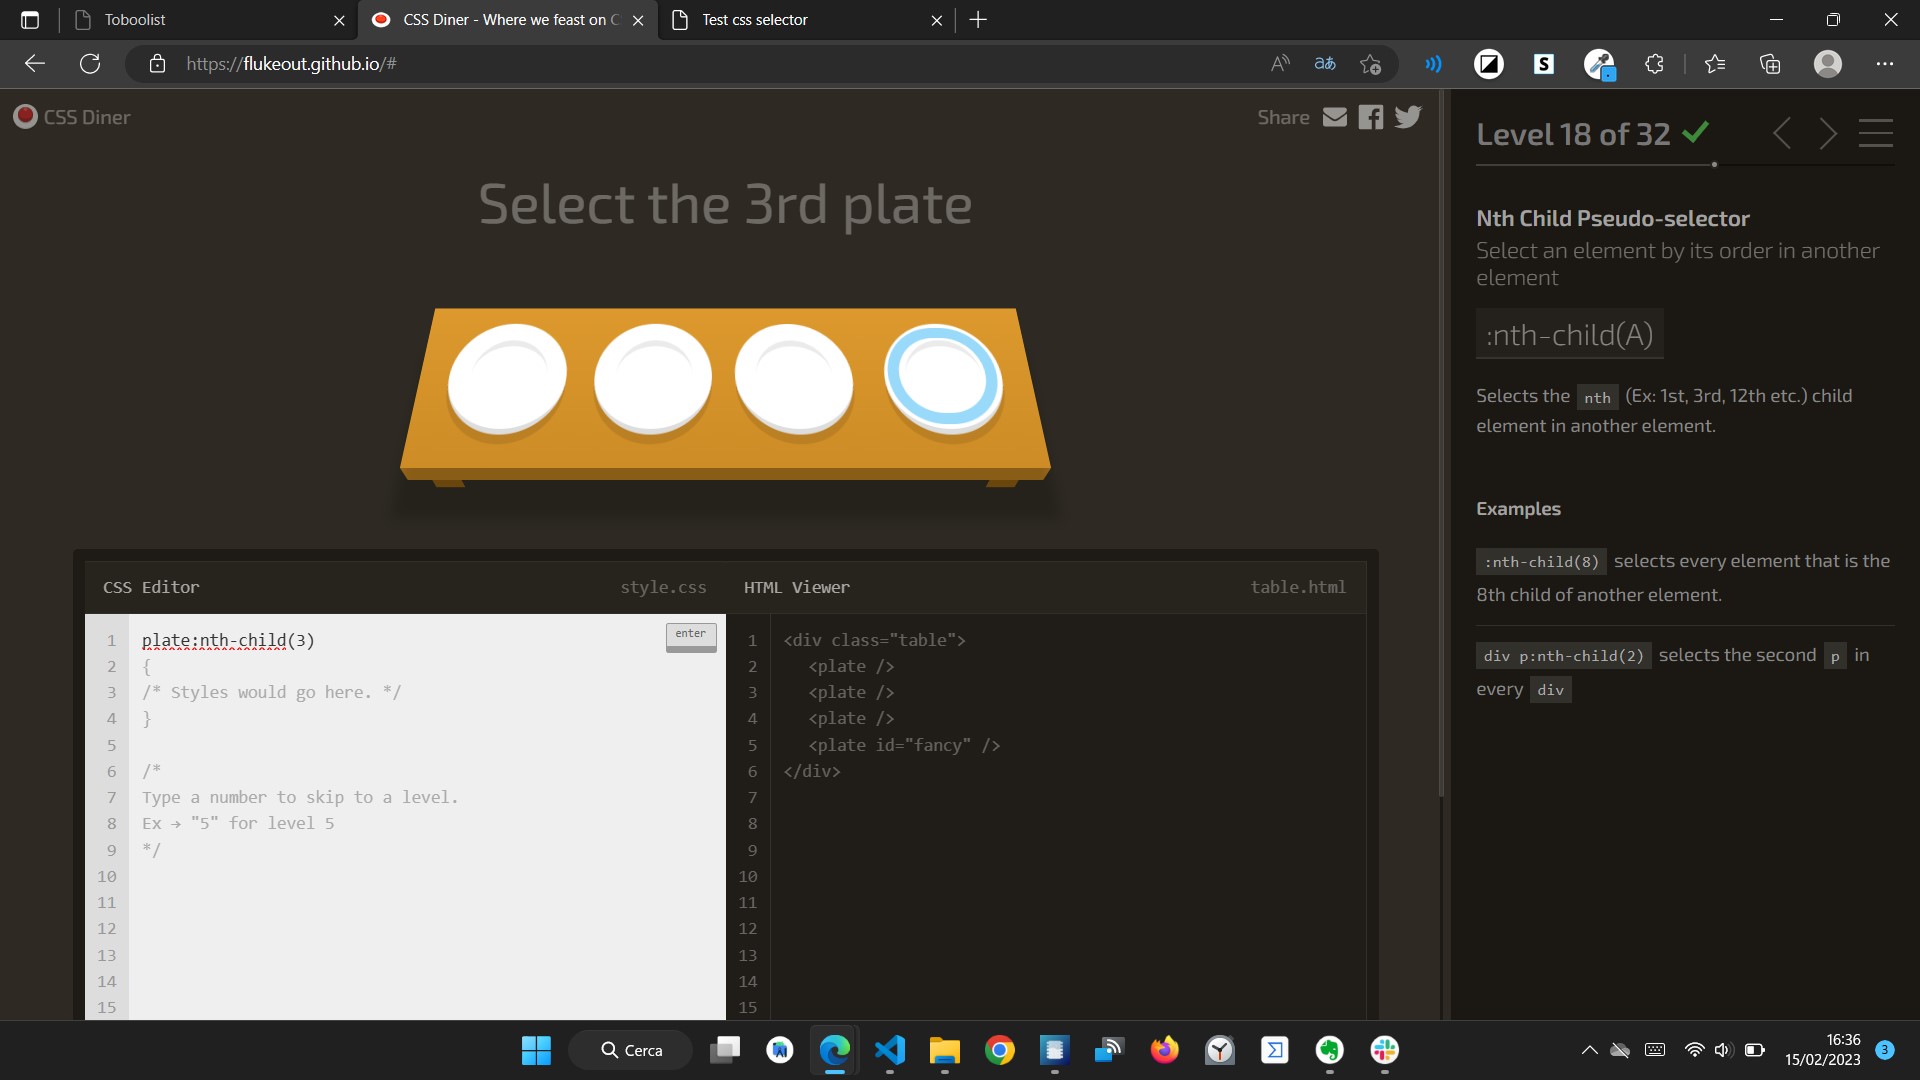 Toboolist
CSS Diner - Where we feast on C
Test css selector
https://flukeout.github.io/#
CSS Diner
Share
Select the 3rd plate
CSS Editor
style.css
HTML Viewer
table.html
1 plate:nth-child(3)
enter
2 {
3 /* Styles would go here. */
4 }
5
6 /*
7 Type a number to skip to a level.
8 Ex → "5" for level 5
9 */
10
11
12
13
14
15
1 <div class="table">
2 <plate />
3 <plate />
4 <plate />
5 <plate id="fancy" />
6 </div>
7
8
9
10
11
12
13
14
15
Level 18 of 32
Nth Child Pseudo-selector
Select an element by its order in another
element
:nth-child(A)
Selects the nth (Ex: 1st, 3rd, 12th etc.) child
element in another element.
Examples
:nth-child(8) selects every element that is the
8th child of another element.
div p:nth-child(2) selects the second p in
every div
Cerca
16:36
15/02/2023
3